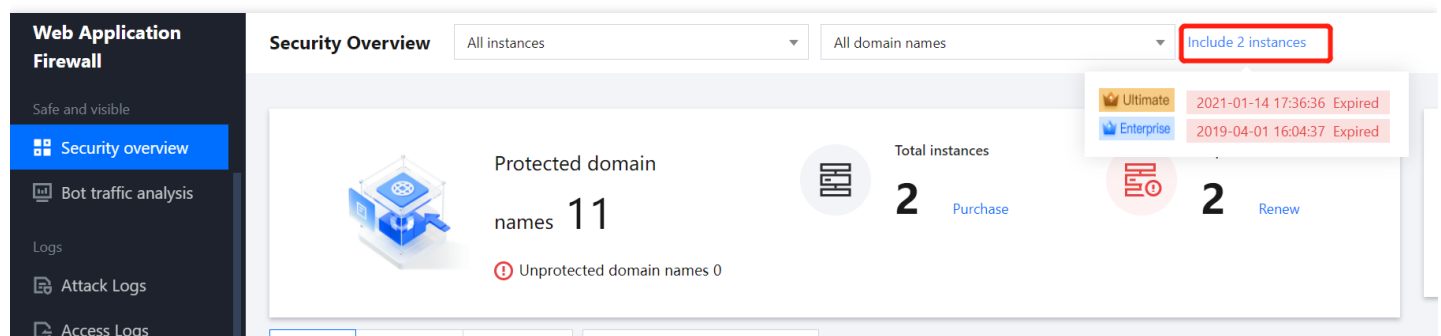 Web Application
Firewall
Safe and visible
Security overview
Bot traffic analysis
Logs
Attack Logs
Access Logs
Security Overview
All instances
All domain names
Include 2 instances
Ultimate 2021-01-14 17:36:36 Expired
Enterprise 2019-04-01 16:04:37 Expired
Protected domain
names 11
Unprotected domain names 0
Total instances
2 Purchase
2 Renew